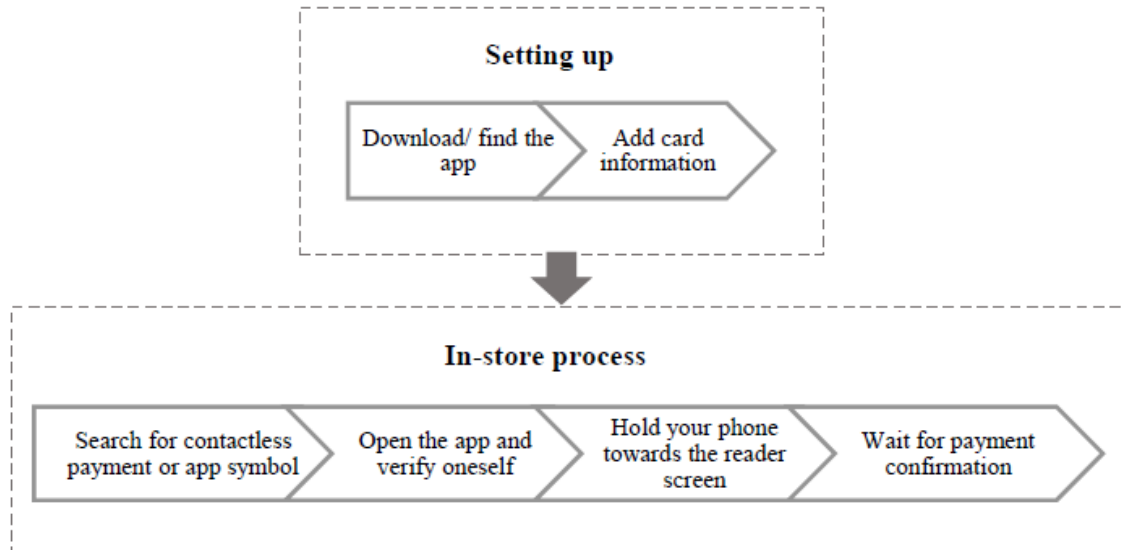 Setting up
Download/ find the
app
Add card
information
In-store process
Search for contactless
payment or app symbol
Open the app and
verify oneself
Hold your phone
towards the reader
screen
Wait for payment
confirmation